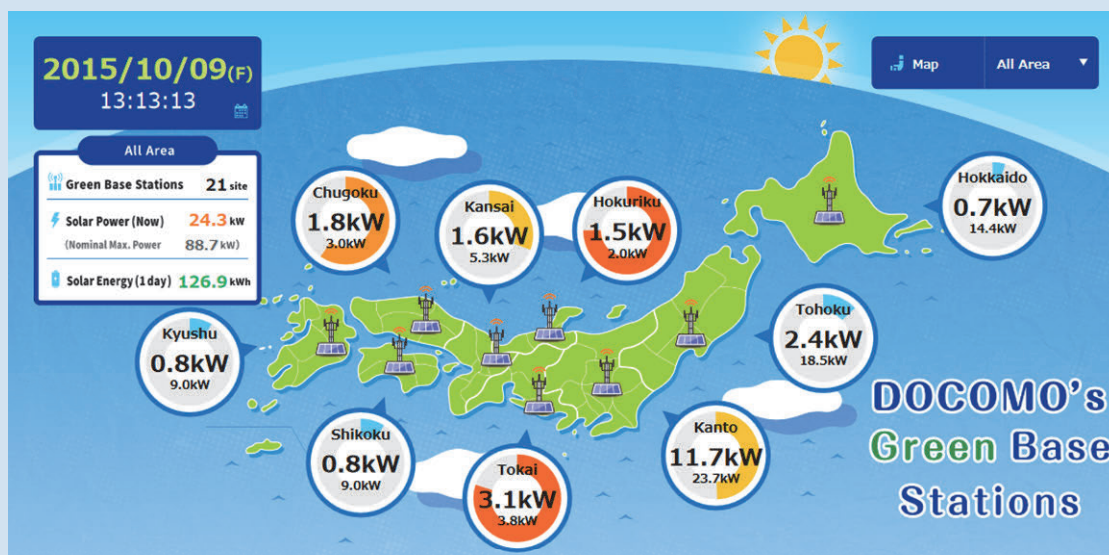 2015/10/09(F)
13:13:13
Map
All Area
All Area
Green Base Stations 21 site
Solar Power (Now) 24.3 kW
(Nominal Max. Power 88.7 kW)
Solar Energy (1 day) 126.9 kWh
Chugoku
1.8kW
3.0kW
Kansai
1.6kW
5.3kW
Hokuriku
1.5kW
2.0kW
Hokkaido
0.7kW
14.4kW
Kyushu
0.8kW
9.0kW
Tohoku
2.4kW
18.5kW
Shikoku
0.8kW
9.0kW
Tokai
3.1kW
3.8kW
Kanto
11.7kW
23.7kW
DOCOMO's
Green Base
Stations